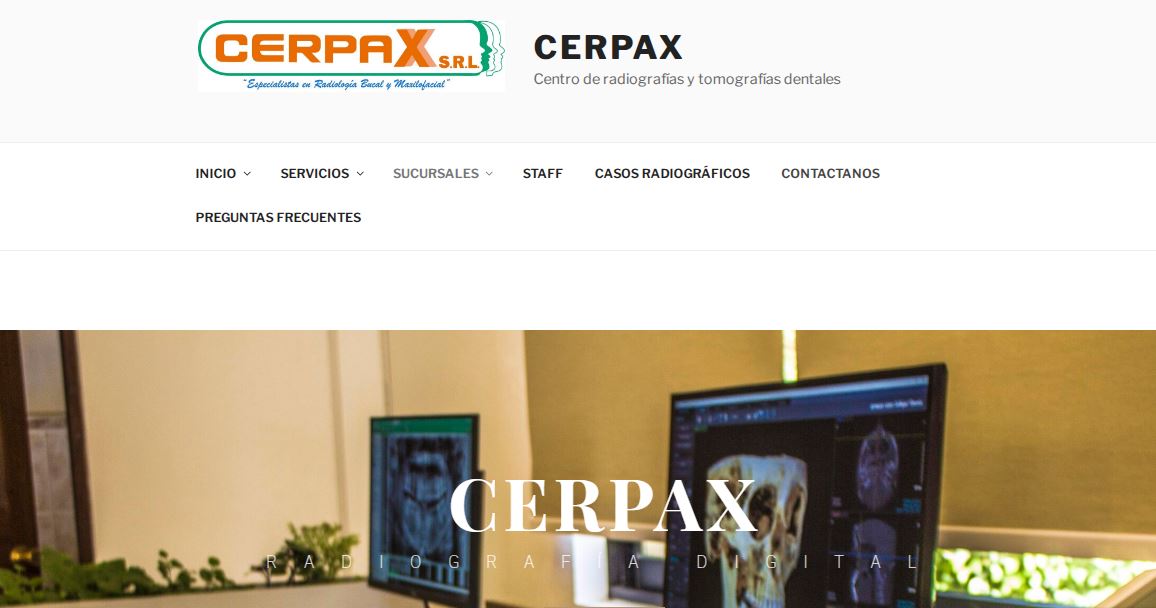 CERPAX S.R.L.
"Especialistas en Radiología Bucal y Maxilofacial"
CERPAX
Centro de radiografías y tomografías dentales
INICIO SERVICIOS SUCURSALES STAFF CASOS RADIOGRÁFICOS CONTACTANOS
PREGUNTAS FRECUENTES
CERPAX
RADIOGRAFÍA DIGITAL